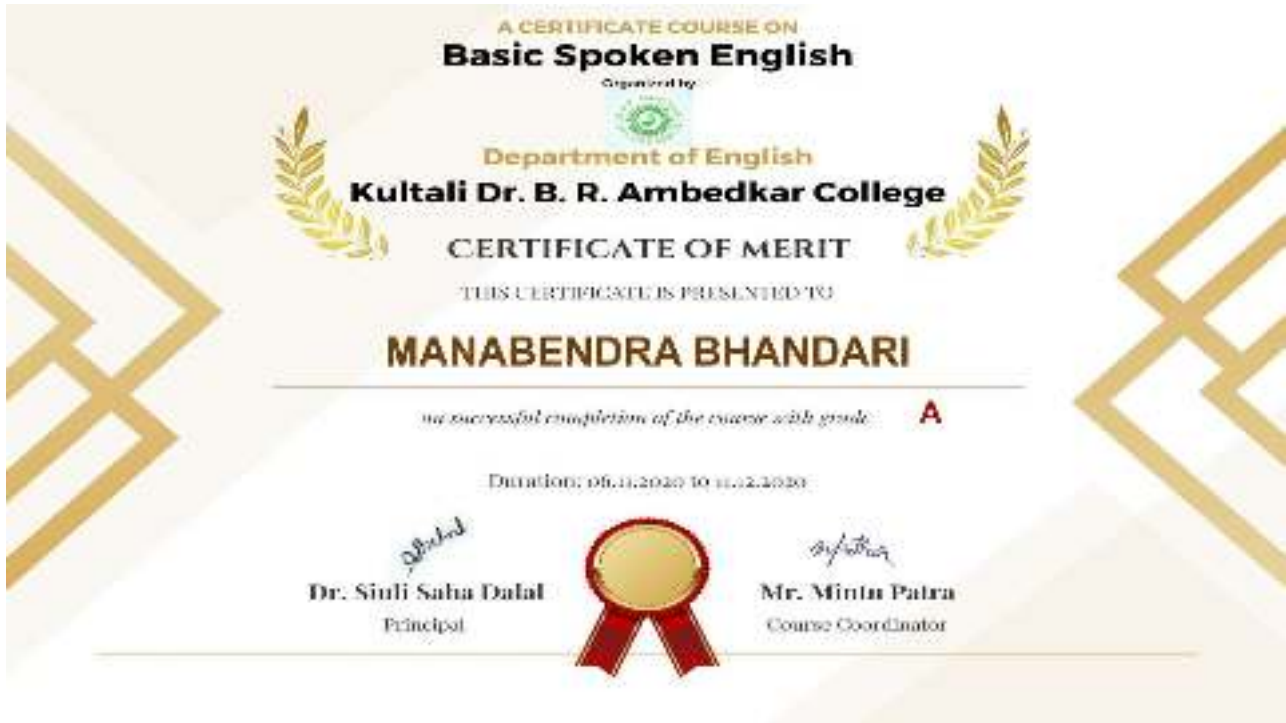 A CERTIFICATE COURSE ON
Basic Spoken English
Organized by
Department of English
Kultali Dr. B. R. Ambedkar College
CERTIFICATE OF MERIT
THIS CERTIFICATE IS PRESENTED TO
MANABENDRA BHANDARI
on successful completion of the course with grade A
Duration: 06.11.2020 to 11.12.2020
Dr. Siuli Saha Dalal Mr. Mintu Patra
Principal Course Coordinator